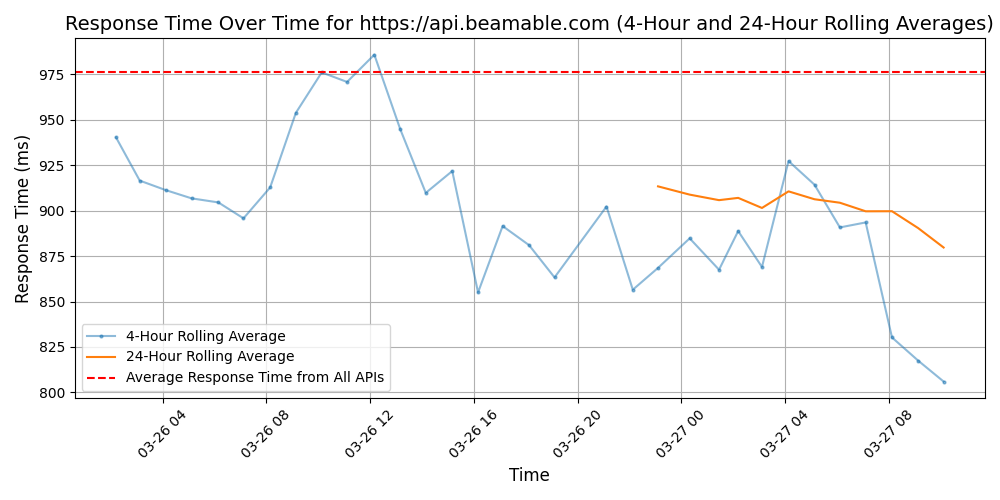 Response Time Over Time for https://api.beamable.com (4-Hour and 24-Hour Rolling Averages)
Response Time (ms)
975
950
925
900
875
850
825
800
4-Hour Rolling Average
24-Hour Rolling Average
Average Response Time from All APIs
03-26 04
03-26 08
03-26 12
03-26 16
03-26 20
03-27 00
03-27 04
03-27 08
Time